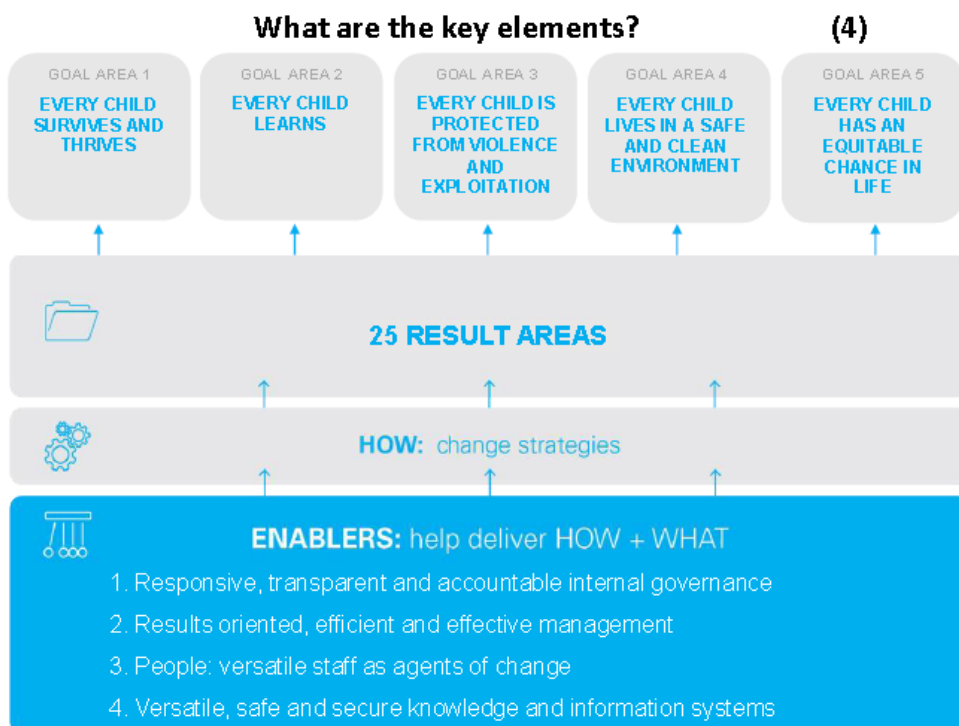 What are the key elements? (4)
GOAL AREA 1
EVERY CHILD
SURVIVES AND
THRIVES
GOAL AREA 2
EVERY CHILD
LEARNS
GOAL AREA 3
EVERY CHILD IS
PROTECTED
FROM VIOLENCE
AND
EXPLOITATION
GOAL AREA 4
EVERY CHILD
LIVES IN A SAFE
AND CLEAN
ENVIRONMENT
GOAL AREA 5
EVERY CHILD
HAS AN
EQUITABLE
CHANCE IN
LIFE
25 RESULT AREAS
HOW: change strategies
ENABLERS: help deliver HOW + WHAT
1. Responsive, transparent and accountable internal governance
2. Results oriented, efficient and effective management
3. People: versatile staff as agents of change
4. Versatile, safe and secure knowledge and information systems